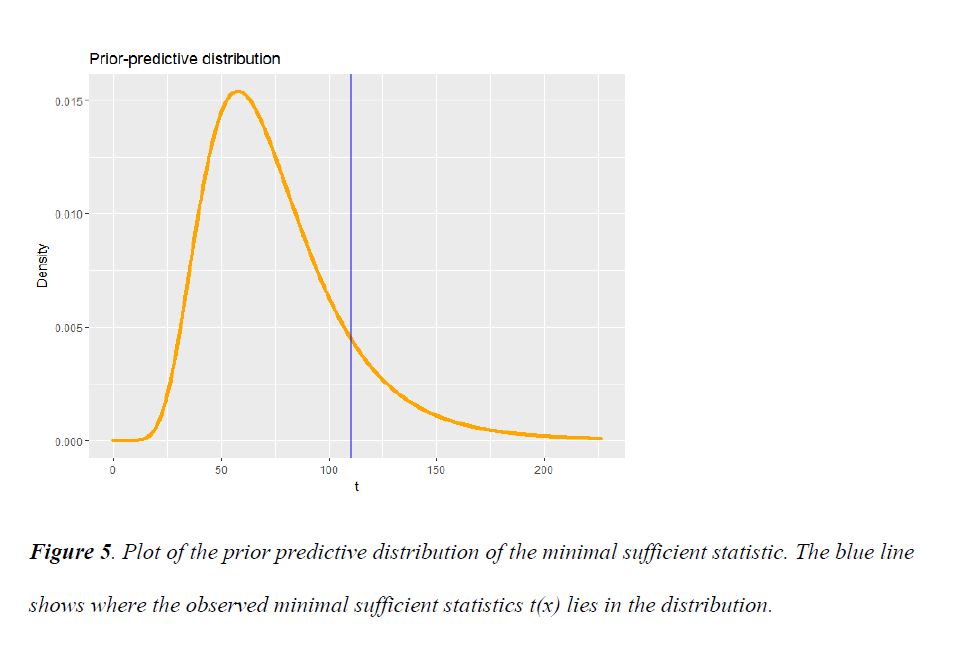 Prior-predictive distribution
0.015
0.010
Density
0.005
0.000
0 50 100 150 200
t
Figure 5. Plot of the prior predictive distribution of the minimal sufficient statistic. The blue line
shows where the observed minimal sufficient statistics t(x) lies in the distribution.